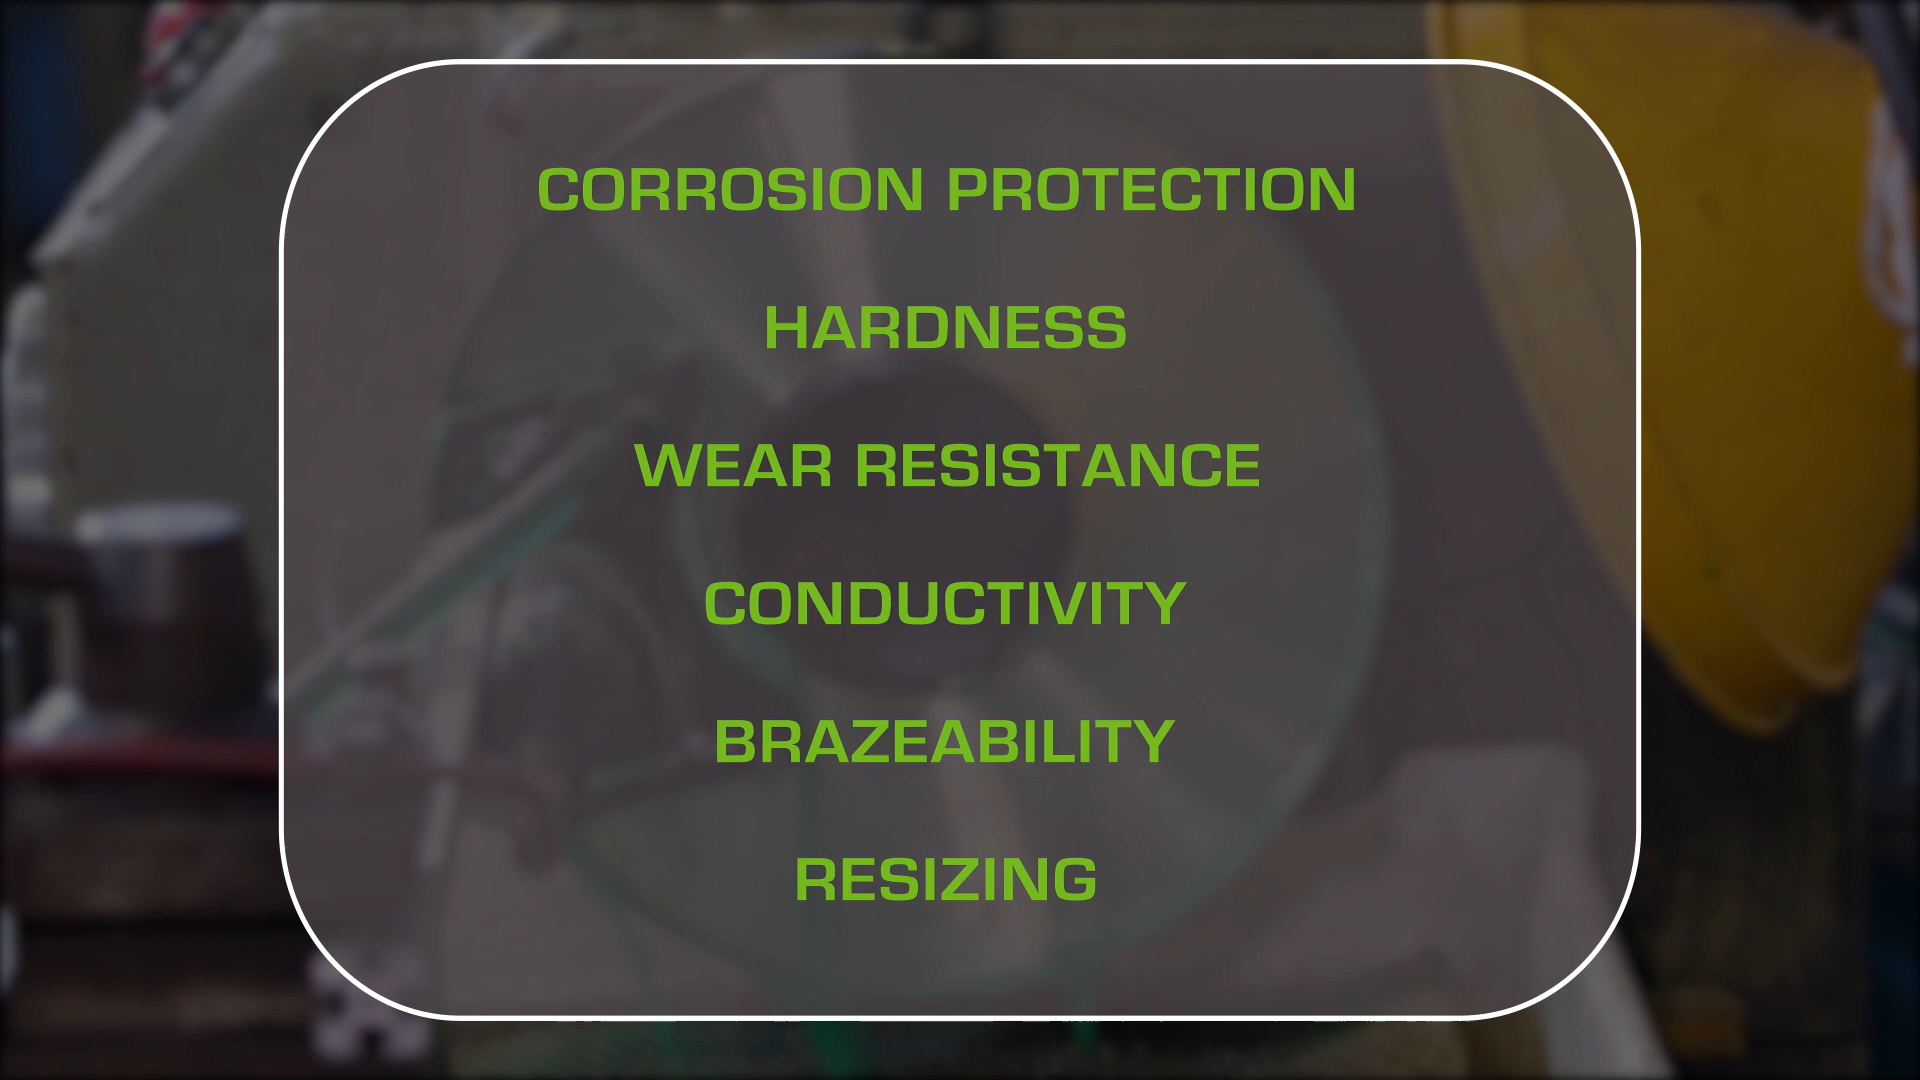 CORROSION PROTECTION
HARDNESS
WEAR RESISTANCE
CONDUCTIVITY
BRAZEABILITY
RESIZING